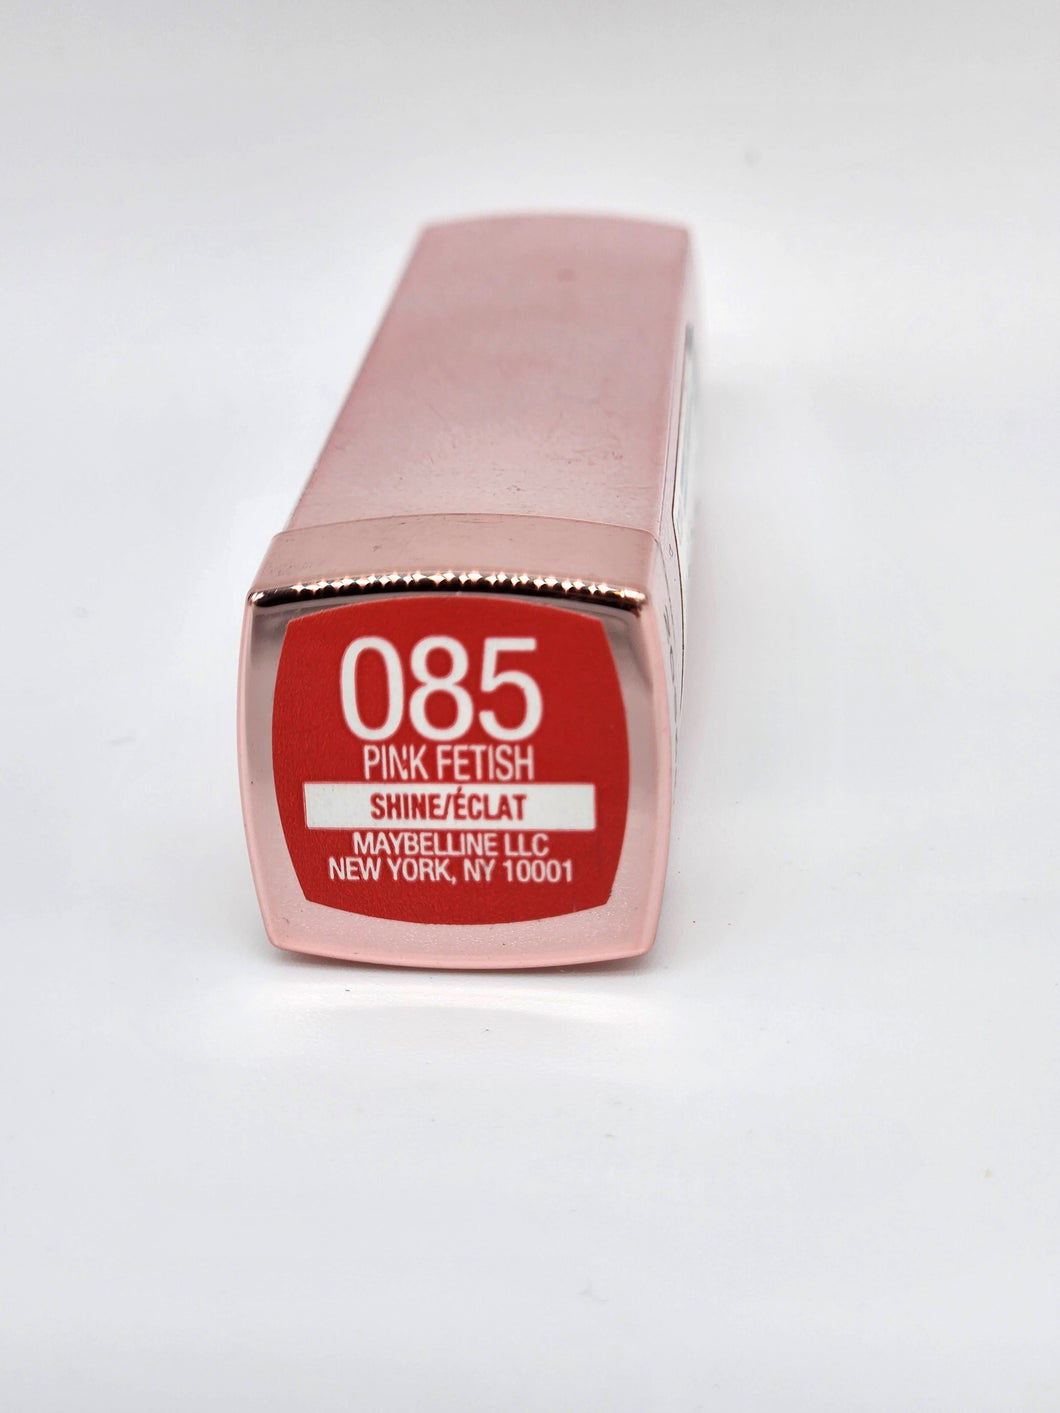 085
PINK FETISH
SHINE/ÉCLAT
MAYBELLINE LLC
NEW YORK, NY 10001